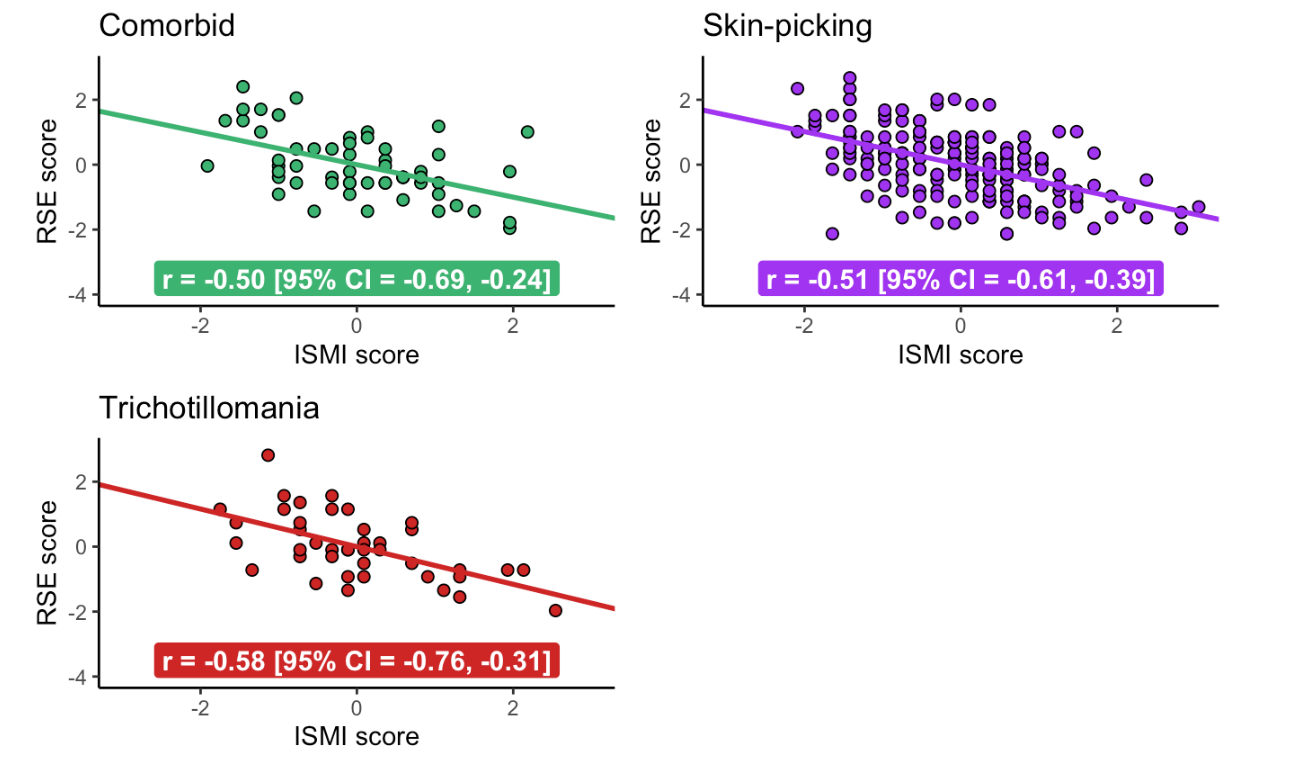 Comorbid
2
0
-2
-4
RSE score
r = -0.50 [95% CI = -0.69, -0.24]
-2 0 2
ISMI score
Skin-picking
2
0
-2
-4
RSE score
r = -0.51 [95% CI = -0.61, -0.39]
-2 0 2
ISMI score
Trichotillomania
2
0
-2
-4
RSE score
r = -0.58 [95% CI = -0.76, -0.31]
-2 0 2
ISMI score